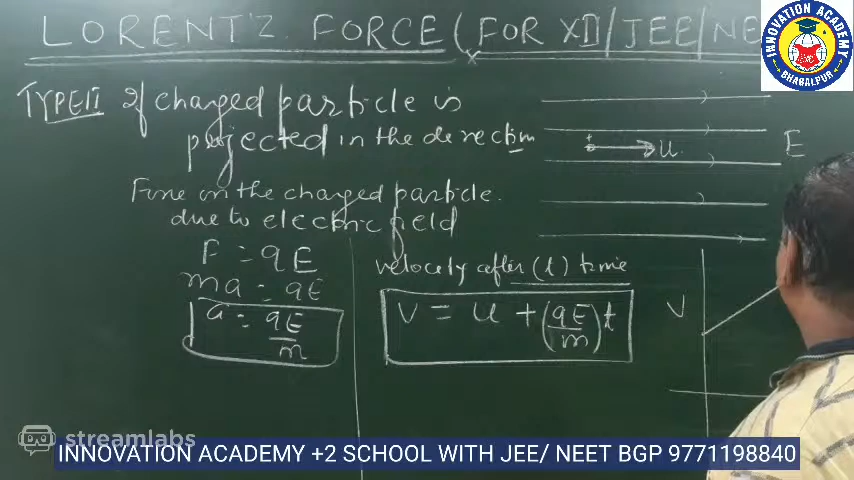 LORENT'Z FORCE (FOR XII/JEE/NE
INNOVATION ACADEMY
BHAGALPUR
TYPE II If charged particle is
projected in the direction
+ u
E
Force on the charged particle
due to electric field
F = qE
ma = qE
a = qE/m
velocity after (t) time
V = u + (qE/m) t
V
streamlabs
INNOVATION ACADEMY +2 SCHOOL WITH JEE/ NEET BGP 9771198840